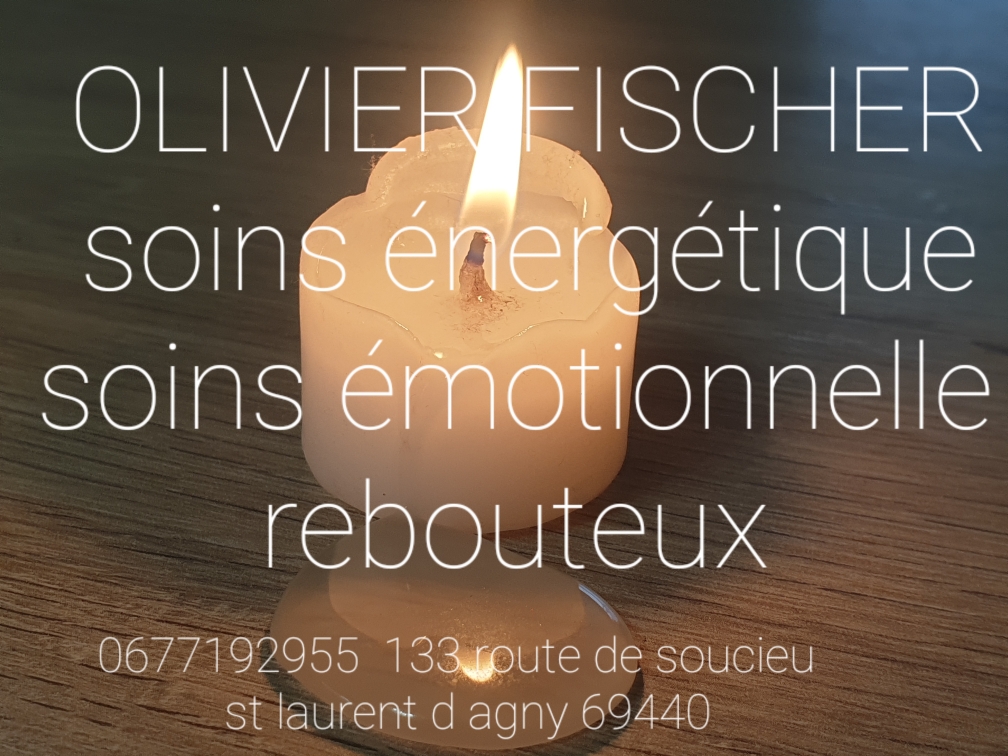 OLIVIER FISCHER
soins énergétique
soins émotionnelle
rebouteux
0677192955 133 route de soucieu
st laurent d agny 69440